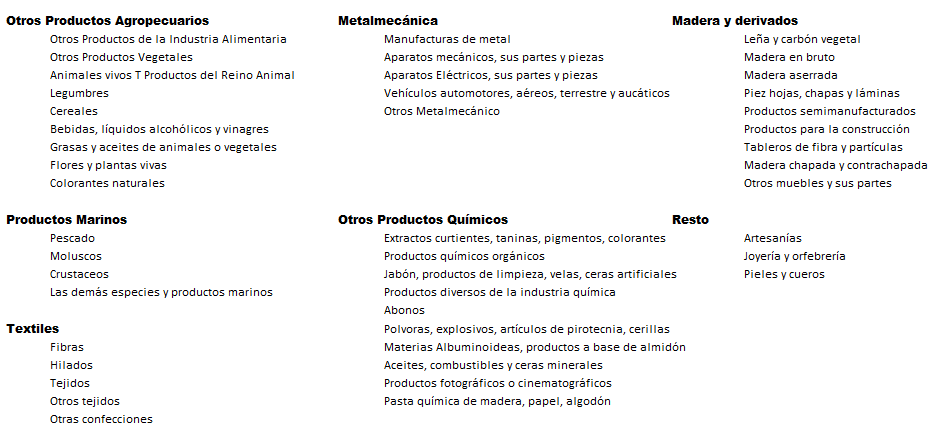 Otros Productos Agropecuarios
Otros Productos de la Industria Alimentaria
Otros Productos Vegetales
Animales vivos T Productos del Reino Animal
Legumbres
Cereales
Bebidas, líquidos alcohólicos y vinagres
Grasas y aceites de animales o vegetales
Flores y plantas vivas
Colorantes naturales
Productos Marinos
Pescado
Moluscos
Crustaceos
Las demás especies y productos marinos
Textiles
Fibras
Hilados
Tejidos
Otros tejidos
Otras confecciones
Metalmecánica
Manufacturas de metal
Aparatos mecánicos, sus partes y piezas
Aparatos Eléctricos, sus partes y piezas
Vehículos automotores, aéreos, terrestre y aucáticos
Otros Metalmecánico
Otros Productos Químicos
Extractos curtientes, taninas, pigmentos, colorantes
Productos químicos orgánicos
Jabón, productos de limpieza, velas, ceras artificiales
Productos diversos de la industria química
Abonos
Polvoras, explosivos, artículos de pirotecnia, cerillas
Materias Albuminoideas, productos a base de almidón
Aceites, combustibles y ceras minerales
Productos fotográficos o cinematográficos
Pasta química de madera, papel, algodón
Madera y derivados
Leña y carbón vegetal
Madera en bruto
Madera aserrada
Piez hojas, chapas y láminas
Productos semimanufacturados
Productos para la construcción
Tableros de fibra y partículas
Madera chapada y contrachapada
Otros muebles y sus partes
Resto
Artesanías
Joyería y orfebrería
Pieles y cueros